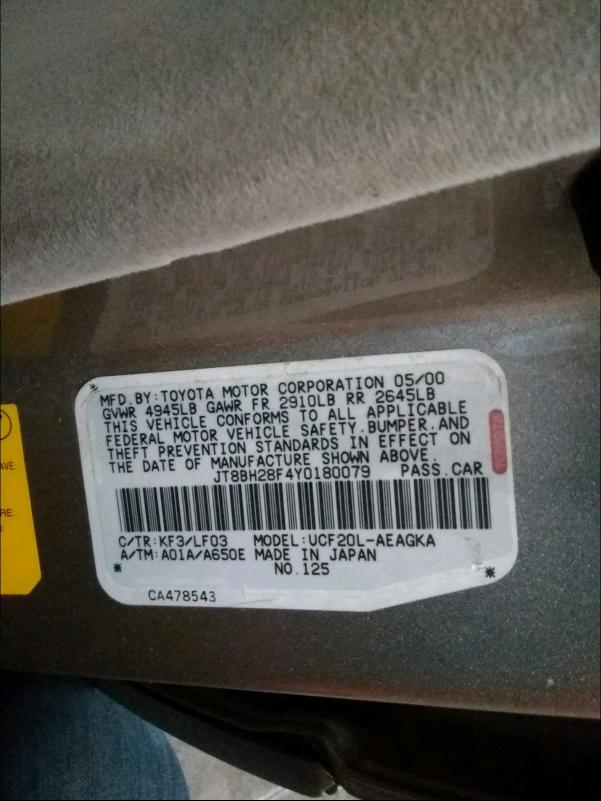 MFD.BY:TOYOTA MOTOR CORPORATION 05/00
GVWR 4945LB GAWR FR 2910LB RR 2645LB
THIS VEHICLE CONFORMS TO ALL APPLICABLE
FEDERAL MOTOR VEHICLE SAFETY.BUMPER.AND
THEFT PREVENTION STANDARDS IN EFFECT ON
THE DATE OF MANUFACTURE SHOWN ABOVE.
JT8BH28F4Y0180079 PASS.CAR
C/TR:KF3/LF03 MODEL:UCF20L-AEAGKA
A/TM:A01A/A650E MADE IN JAPAN
NO.125
CA478543